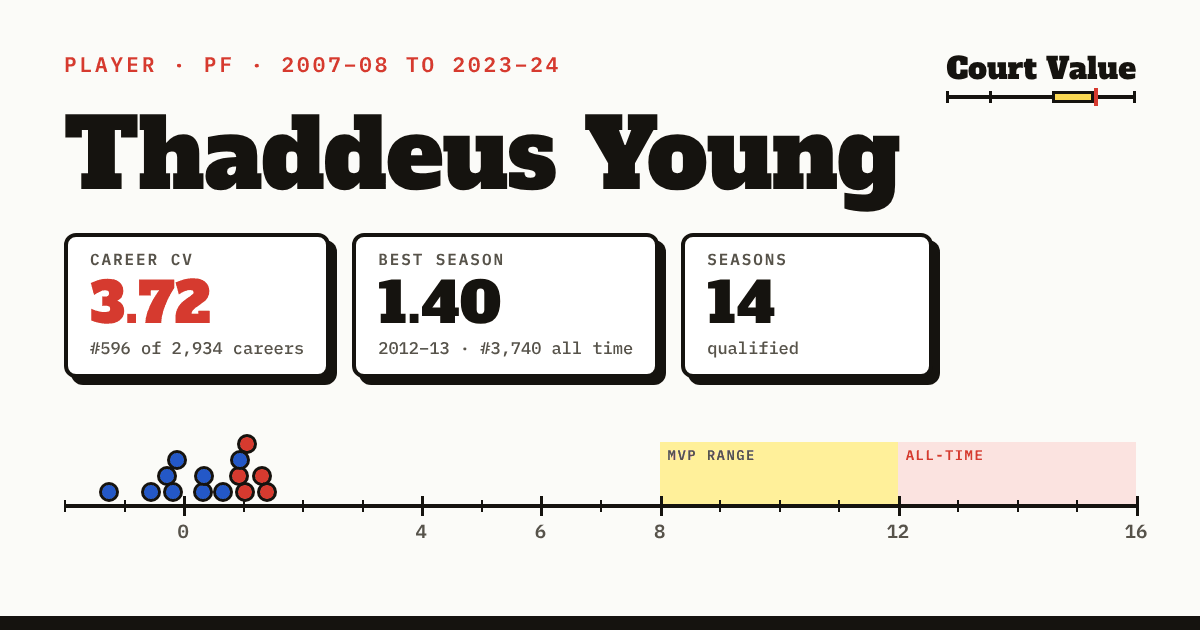 PLAYER · PF · 2007–08 TO 2023–24
Court Value
Thaddeus Young
CAREER CV
3.72
#596 of 2,934 careers
BEST SEASON
1.40
2012–13 · #3,740 all time
SEASONS
14
qualified
MVP RANGE
ALL-TIME
0 4 6 8 12 16